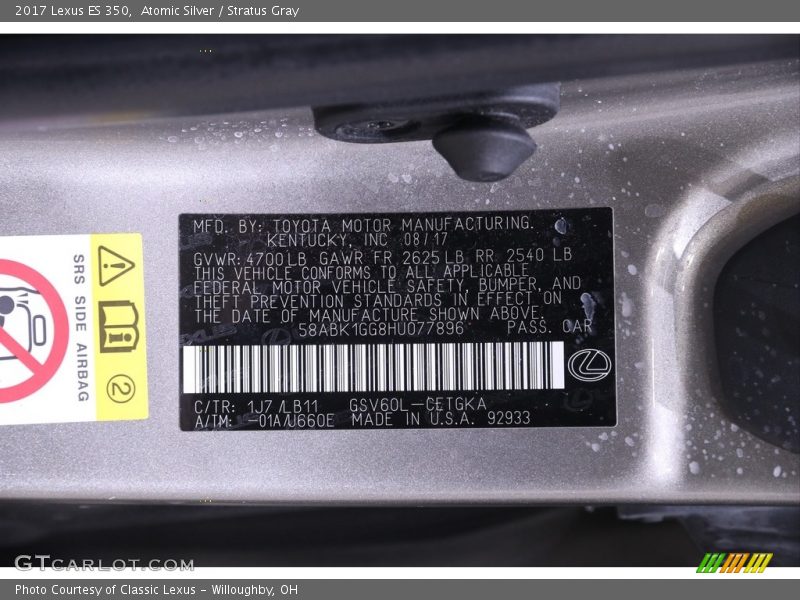 2017 Lexus ES 350, Atomic Silver / Stratus Gray
MFD. BY: TOYOTA MOTOR MANUFACTURING.
KENTUCKY, INC 08/17
GVWR: 4700LB GAWR FR 2625 LB RR 2540 LB
THIS VEHICLE CONFORMS TO ALL APPLICABLE
FEDERAL MOTOR VEHICLE SAFETY, BUMPER, AND
THEFT PREVENTION STANDARDS IN EFFECT ON
THE DATE OF MANUFACTURE SHOWN ABOVE.
58ABK1GG8HU077896 PASS. CAR
C/TR: 1J7/LB11 GSV60L-CETGKA
A/TM: -01A/U660E MADE IN U.S.A. 92933
SRS SIDE AIRBAG
2
GTCARLOT.COM
Photo Courtesy of Classic Lexus - Willoughby, OH